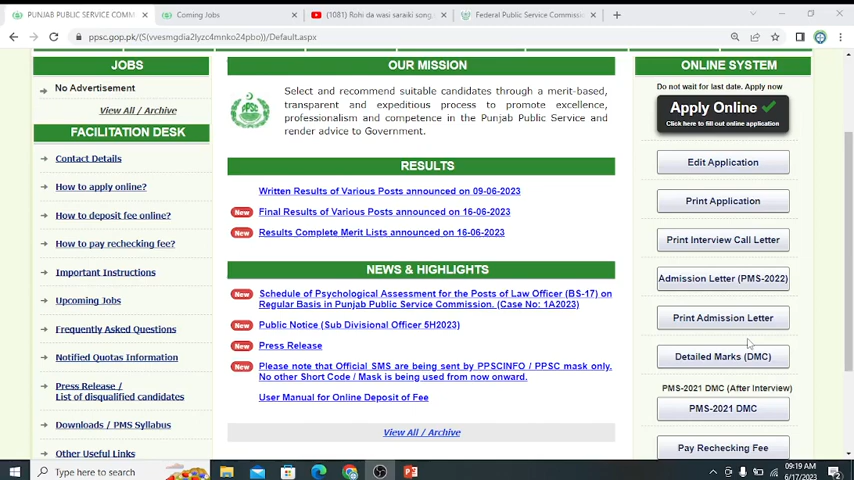 PUNJAB PUBLIC SERVICE COMM
Coming Jobs
(1081) Rohi da wasi saraiki song
Federal Public Service Commissio
ppsc.gop.pk/(S(vvesmgdia2lyzc4mnko24pbo))/Default.aspx
JOBS
No Advertisement
View All / Archive
FACILITATION DESK
Contact Details
How to apply online?
How to deposit fee online?
How to pay rechecking fee?
Important Instructions
Upcoming Jobs
Frequently Asked Questions
Notified Quotas Information
Press Release /
List of disqualified candidates
Downloads / PMS Syllabus
Other Useful Links
OUR MISSION
Select and recommend suitable candidates through a merit-based,
transparent and expeditious process to promote excellence,
professionalism and competence in the Punjab Public Service and
render advice to Government.
RESULTS
Written Results of Various Posts announced on 09-06-2023
New Final Results of Various Posts announced on 16-06-2023
New Results Complete Merit Lists announced on 16-06-2023
NEWS & HIGHLIGHTS
New Schedule of Psychological Assessment for the Posts of Law Officer (BS-17) on
Regular Basis in Punjab Public Service Commission. (Case No: 1A2023)
New Public Notice (Sub Divisional Officer 5H2023)
New Press Release
New Please note that Official SMS are being sent by PPSCINFO / PPSC mask only.
No other Short Code / Mask is being used from now onward.
User Manual for Online Deposit of Fee
View All / Archive
ONLINE SYSTEM
Do not wait for last date. Apply now
Apply Online
Click here to fill out online application
Edit Application
Print Application
Print Interview Call Letter
Admission Letter (PMS-2022)
Print Admission Letter
Detailed Marks (DMC)
PMS-2021 DMC (After Interview)
PMS-2021 DMC
Pay Rechecking Fee
Type here to search
09:19 AM
6/17/2023